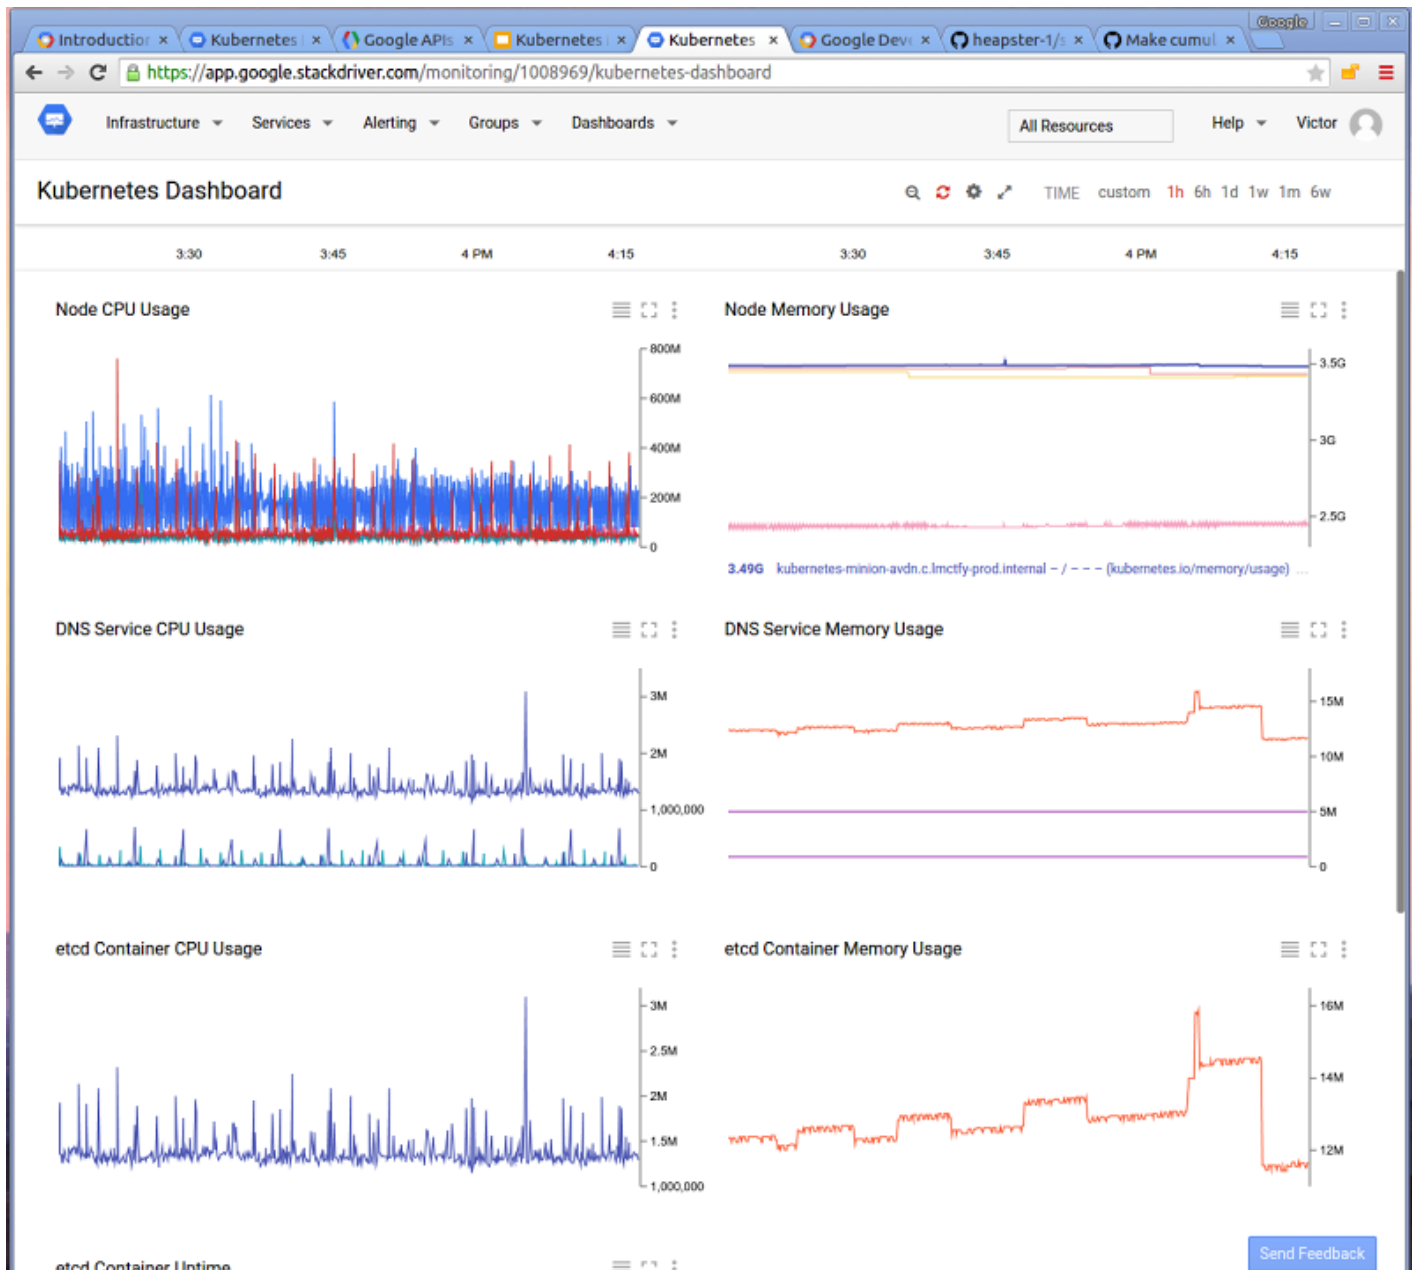 Google
Introduction
Kubernetes
Google APIs
Kubernetes
Kubernetes
Google Deve
heapster-1/s
Make cumul
https://app.google.stackdriver.com/monitoring/1008969/kubernetes-dashboard
Infrastructure Services Alerting Groups Dashboards All Resources Help Victor
Kubernetes Dashboard
TIME custom 1h 6h 1d 1w 1m 6w
3:30 3:45 4 PM 4:15 3:30 3:45 4 PM 4:15
Node CPU Usage
800M
600M
400M
200M
0
Node Memory Usage
3.5G
3G
2.5G
3.49G kubernetes-minion-avdn.c.lmctfy-prod.internal – / – – – (kubernetes.io/memory/usage) ...
DNS Service CPU Usage
3M
2M
1,000,000
0
DNS Service Memory Usage
15M
10M
5M
0
etcd Container CPU Usage
3M
2.5M
2M
1.5M
1,000,000
etcd Container Memory Usage
16M
14M
12M
etcd Container Uptime
Send Feedback